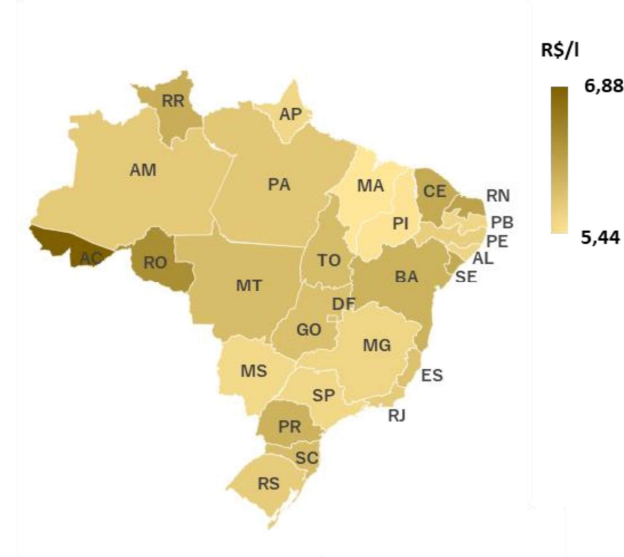 R$/l
6,88
5,44
RR
AP
AM
PA
MA
CE
RN
PI
PB
PE
AL
SE
AC
RO
TO
BA
MT
DF
GO
MG
MS
ES
SP
RJ
PR
SC
RS